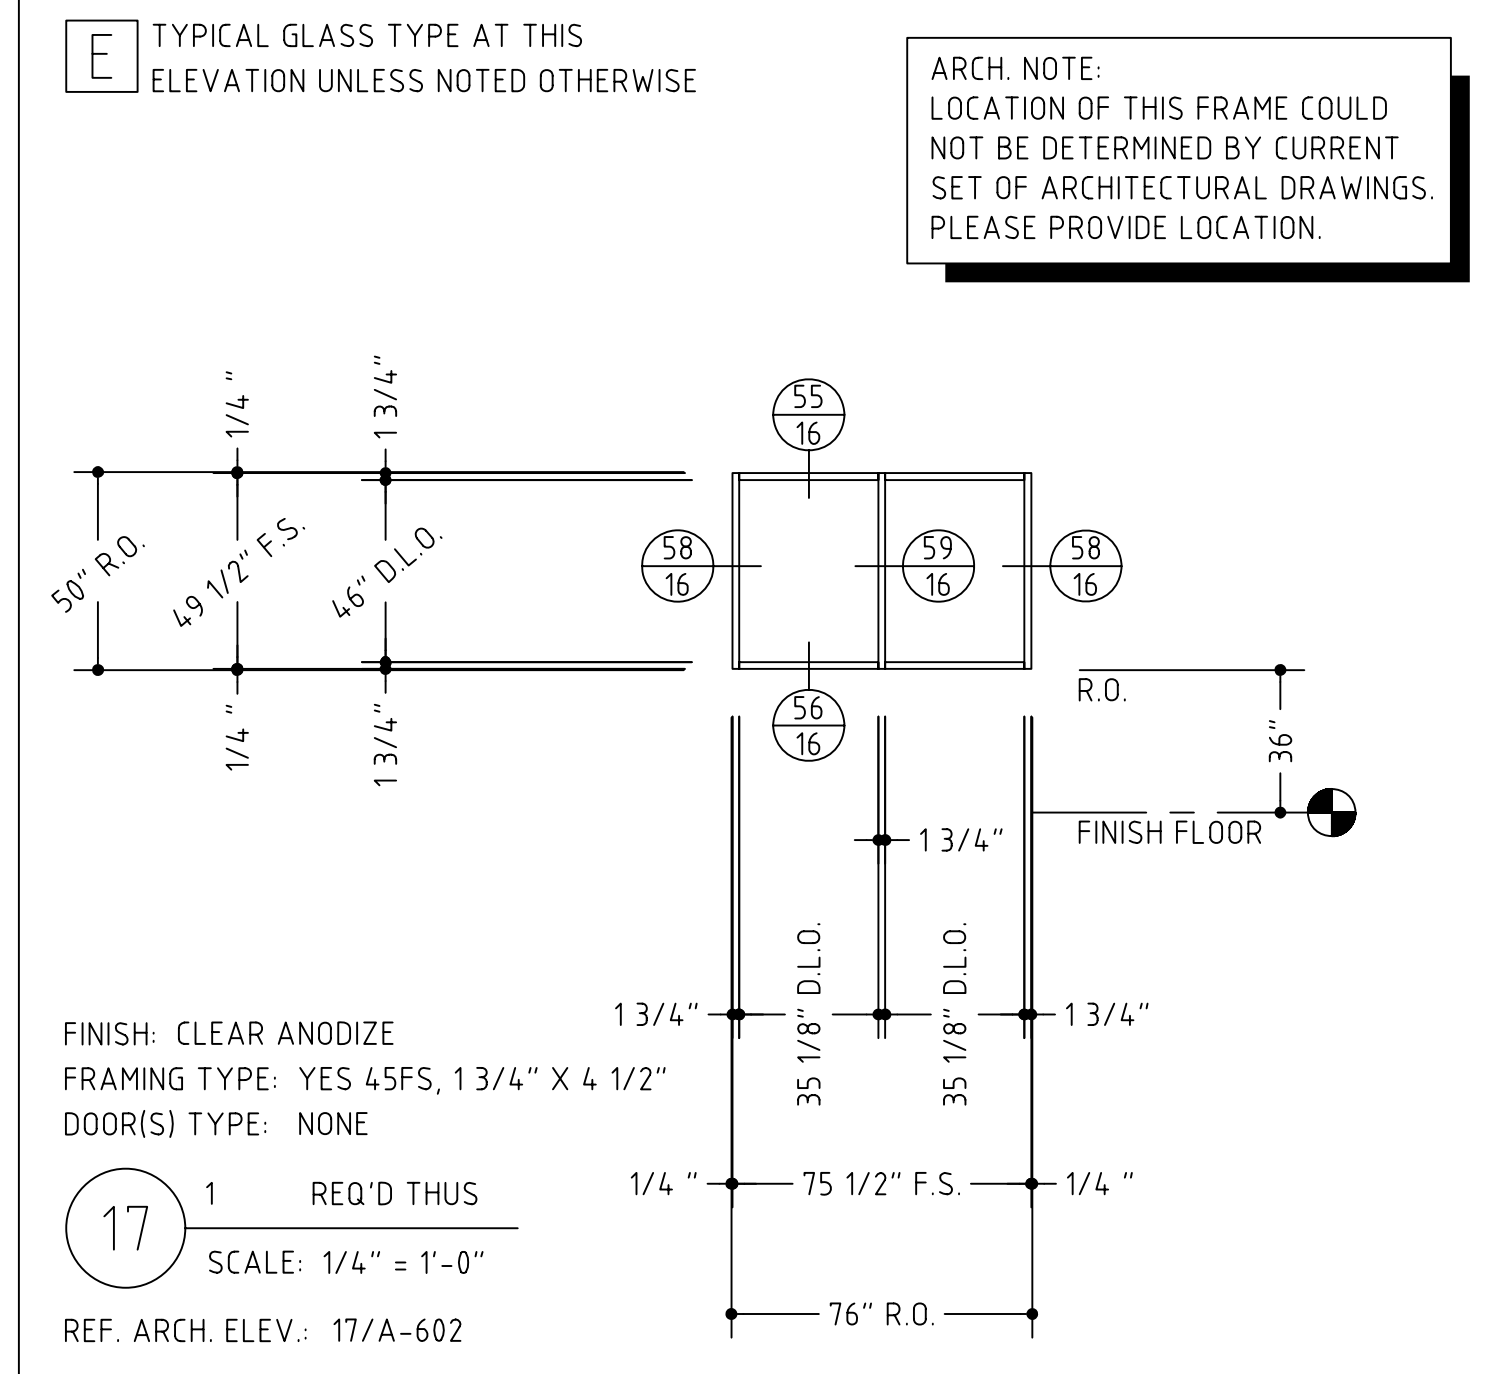 E
TYPICAL GLASS TYPE AT THIS
ELEVATION UNLESS NOTED OTHERWISE
ARCH. NOTE:
LOCATION OF THIS FRAME COULD
NOT BE DETERMINED BY CURRENT
SET OF ARCHITECTURAL DRAWINGS.
PLEASE PROVIDE LOCATION.
1/4 "
1 3/4"
50" R.O.
49 1/2" F.S.
46" D.L.O.
1/4 "
1 3/4"
55
16
58
16
59
16
58
16
56
16
R.O.
36"
FINISH FLOOR
1 3/4"
1 3/4"
35 1/8" D.L.O.
35 1/8" D.L.O.
1 3/4"
1/4 "
75 1/2" F.S.
1/4 "
76" R.O.
FINISH: CLEAR ANODIZE
FRAMING TYPE: YES 45FS, 1 3/4" X 4 1/2"
DOOR(S) TYPE: NONE
17
1 REQ'D THUS
SCALE: 1/4" = 1'-0"
REF. ARCH. ELEV.: 17/A-602